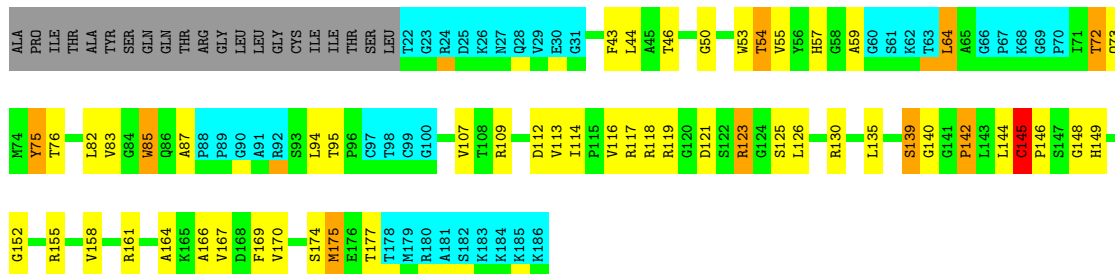 ALA PRO ILE THR ALA TYR SER GLN GLN THR ARG GLY LEU LEU GLY CYS ILE ILE THR SER LEU T22 G23 R24 D25 K26 N27 Q28 V29 E30 G31 F43 L44 A45 T46 G50 W53 T54 V55 Y56 H57 G58 A59 G60 S61 K62 T63 L64 A65 G66 P67 K68 G69 P70 I71 T72 Q73
M74 Y75 T76 L82 V83 G84 W85 Q86 A87 P88 P89 G90 A91 R92 S93 L94 T95 P96 C97 T98 C99 G100 V107 T108 R109 D112 V113 I114 P115 V116 R117 R118 R119 G120 D121 S122 R123 G124 S125 L126 R130 L135 S139 G140 G141 P142 L143 L144 C145 P146 S147 G148 H149
G152 R155 V158 R161 A164 K165 A166 V167 D168 F169 V170 S174 M175 E176 T177 T178 M179 R180 A181 S182 K183 K184 K185 K186